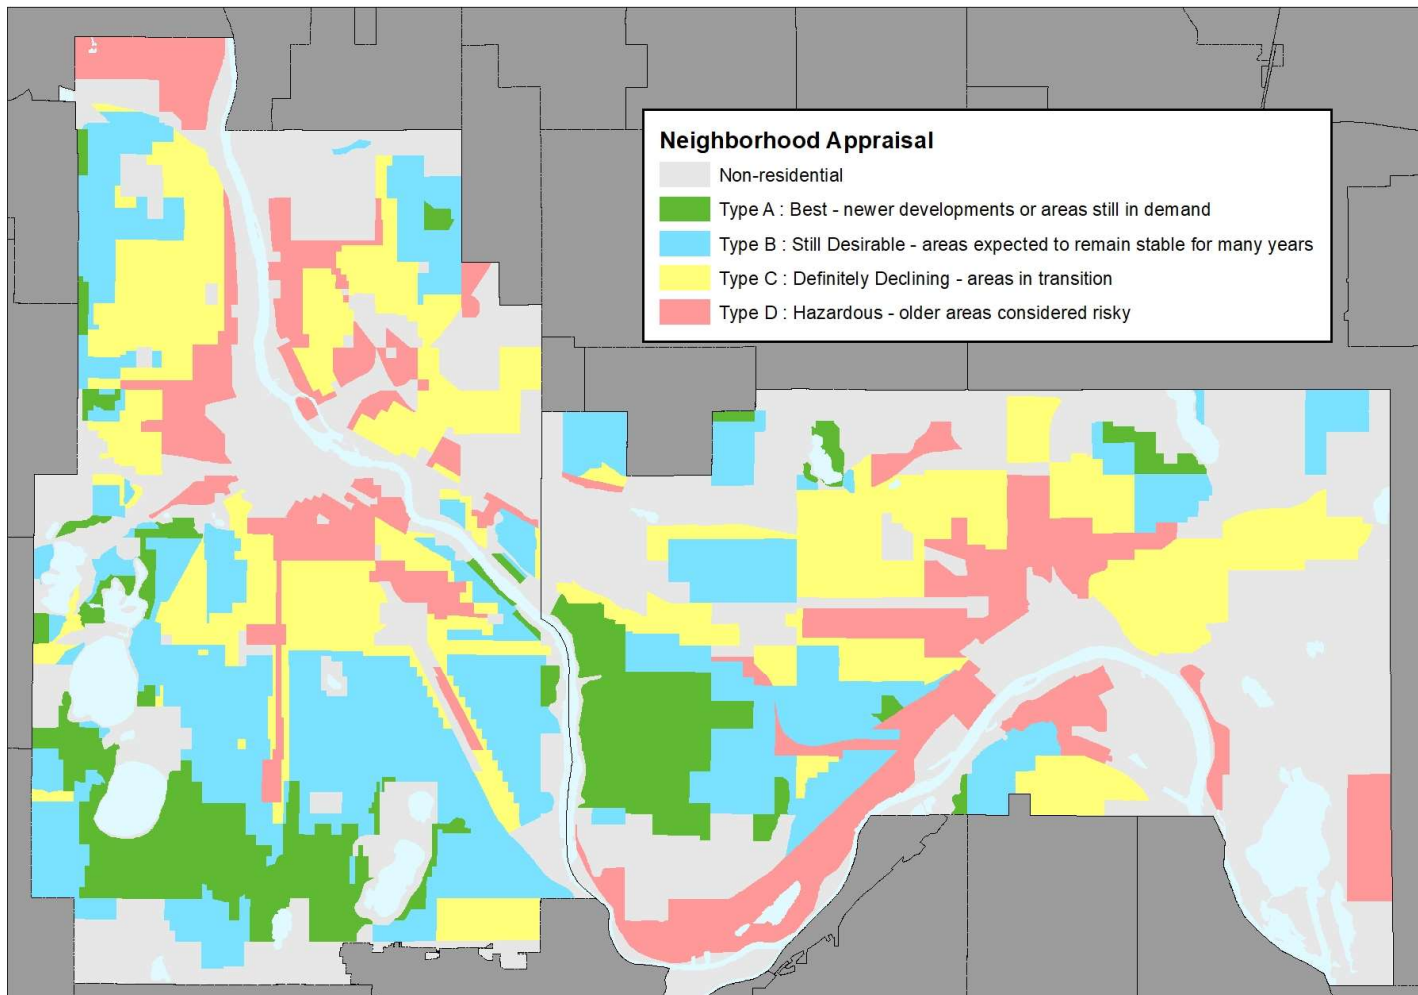 Neighborhood Appraisal
Non-residential
Type A : Best - newer developments or areas still in demand
Type B : Still Desirable - areas expected to remain stable for many years
Type C : Definitely Declining - areas in transition
Type D : Hazardous - older areas considered risky